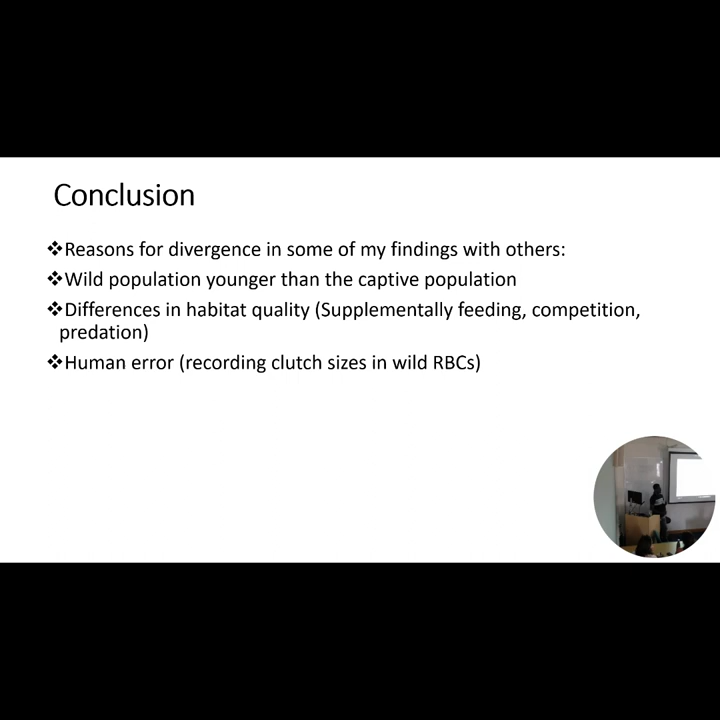 Conclusion
❖Reasons for divergence in some of my findings with others:
❖Wild population younger than the captive population
❖Differences in habitat quality (Supplementally feeding, competition,
predation)
❖Human error (recording clutch sizes in wild RBCs)